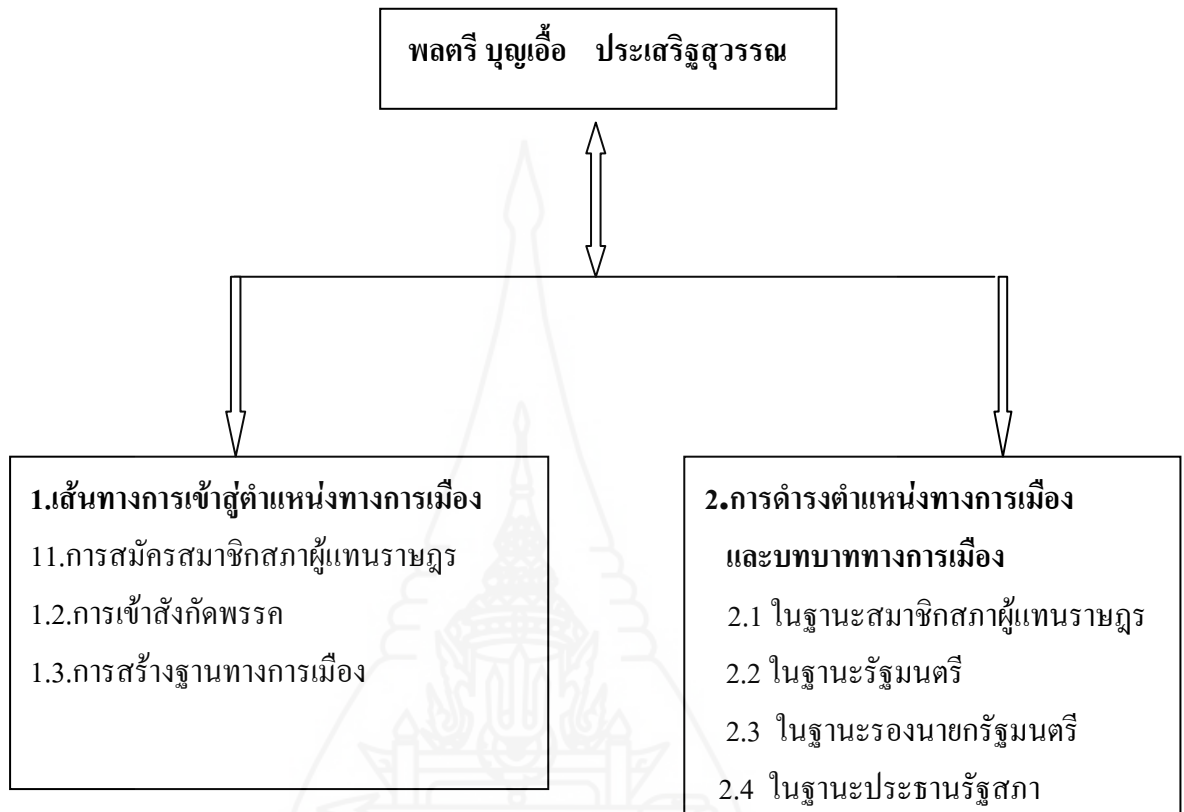 พลตรี บุญเอื้อ ประเสริฐสุวรรณ
1.เส้นทางการเข้าสู่ตำแหน่งทางการเมือง
11.การสมัครสมาชิกสภาผู้แทนราษฎร
1.2.การเข้าสังกัดพรรค
1.3.การสร้างฐานทางการเมือง
2.การดำรงตำแหน่งทางการเมือง
และบทบาททางการเมือง
2.1 ในฐานะสมาชิกสภาผู้แทนราษฎร
2.2 ในฐานะรัฐมนตรี
2.3 ในฐานะรองนายกรัฐมนตรี
2.4 ในฐานะประธานรัฐสภา